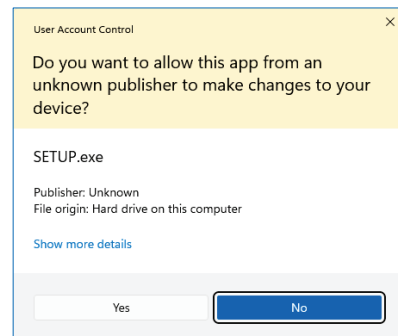 User Account Control
Do you want to allow this app from an
unknown publisher to make changes to your
device?
SETUP.exe
Publisher: Unknown
File origin: Hard drive on this computer
Show more details
Yes
No